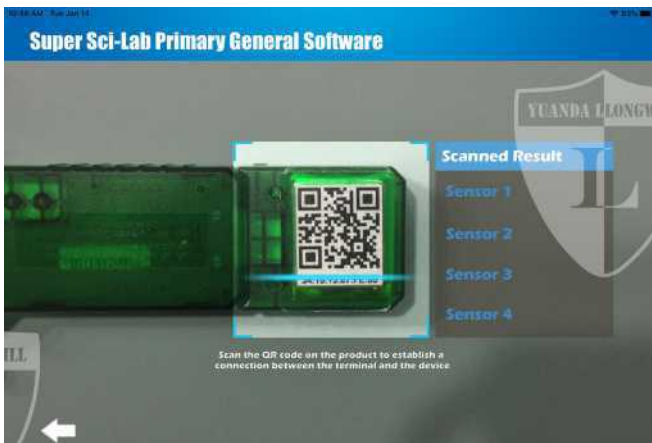 Super Sci-Lab Primary General Software
YUANDA LLONGW
L
Scanned Result
Sensor 1
Sensor 2
Sensor 3
Sensor 4
Scan the QR code on the product to establish a
connection between the terminal and the device
ILL